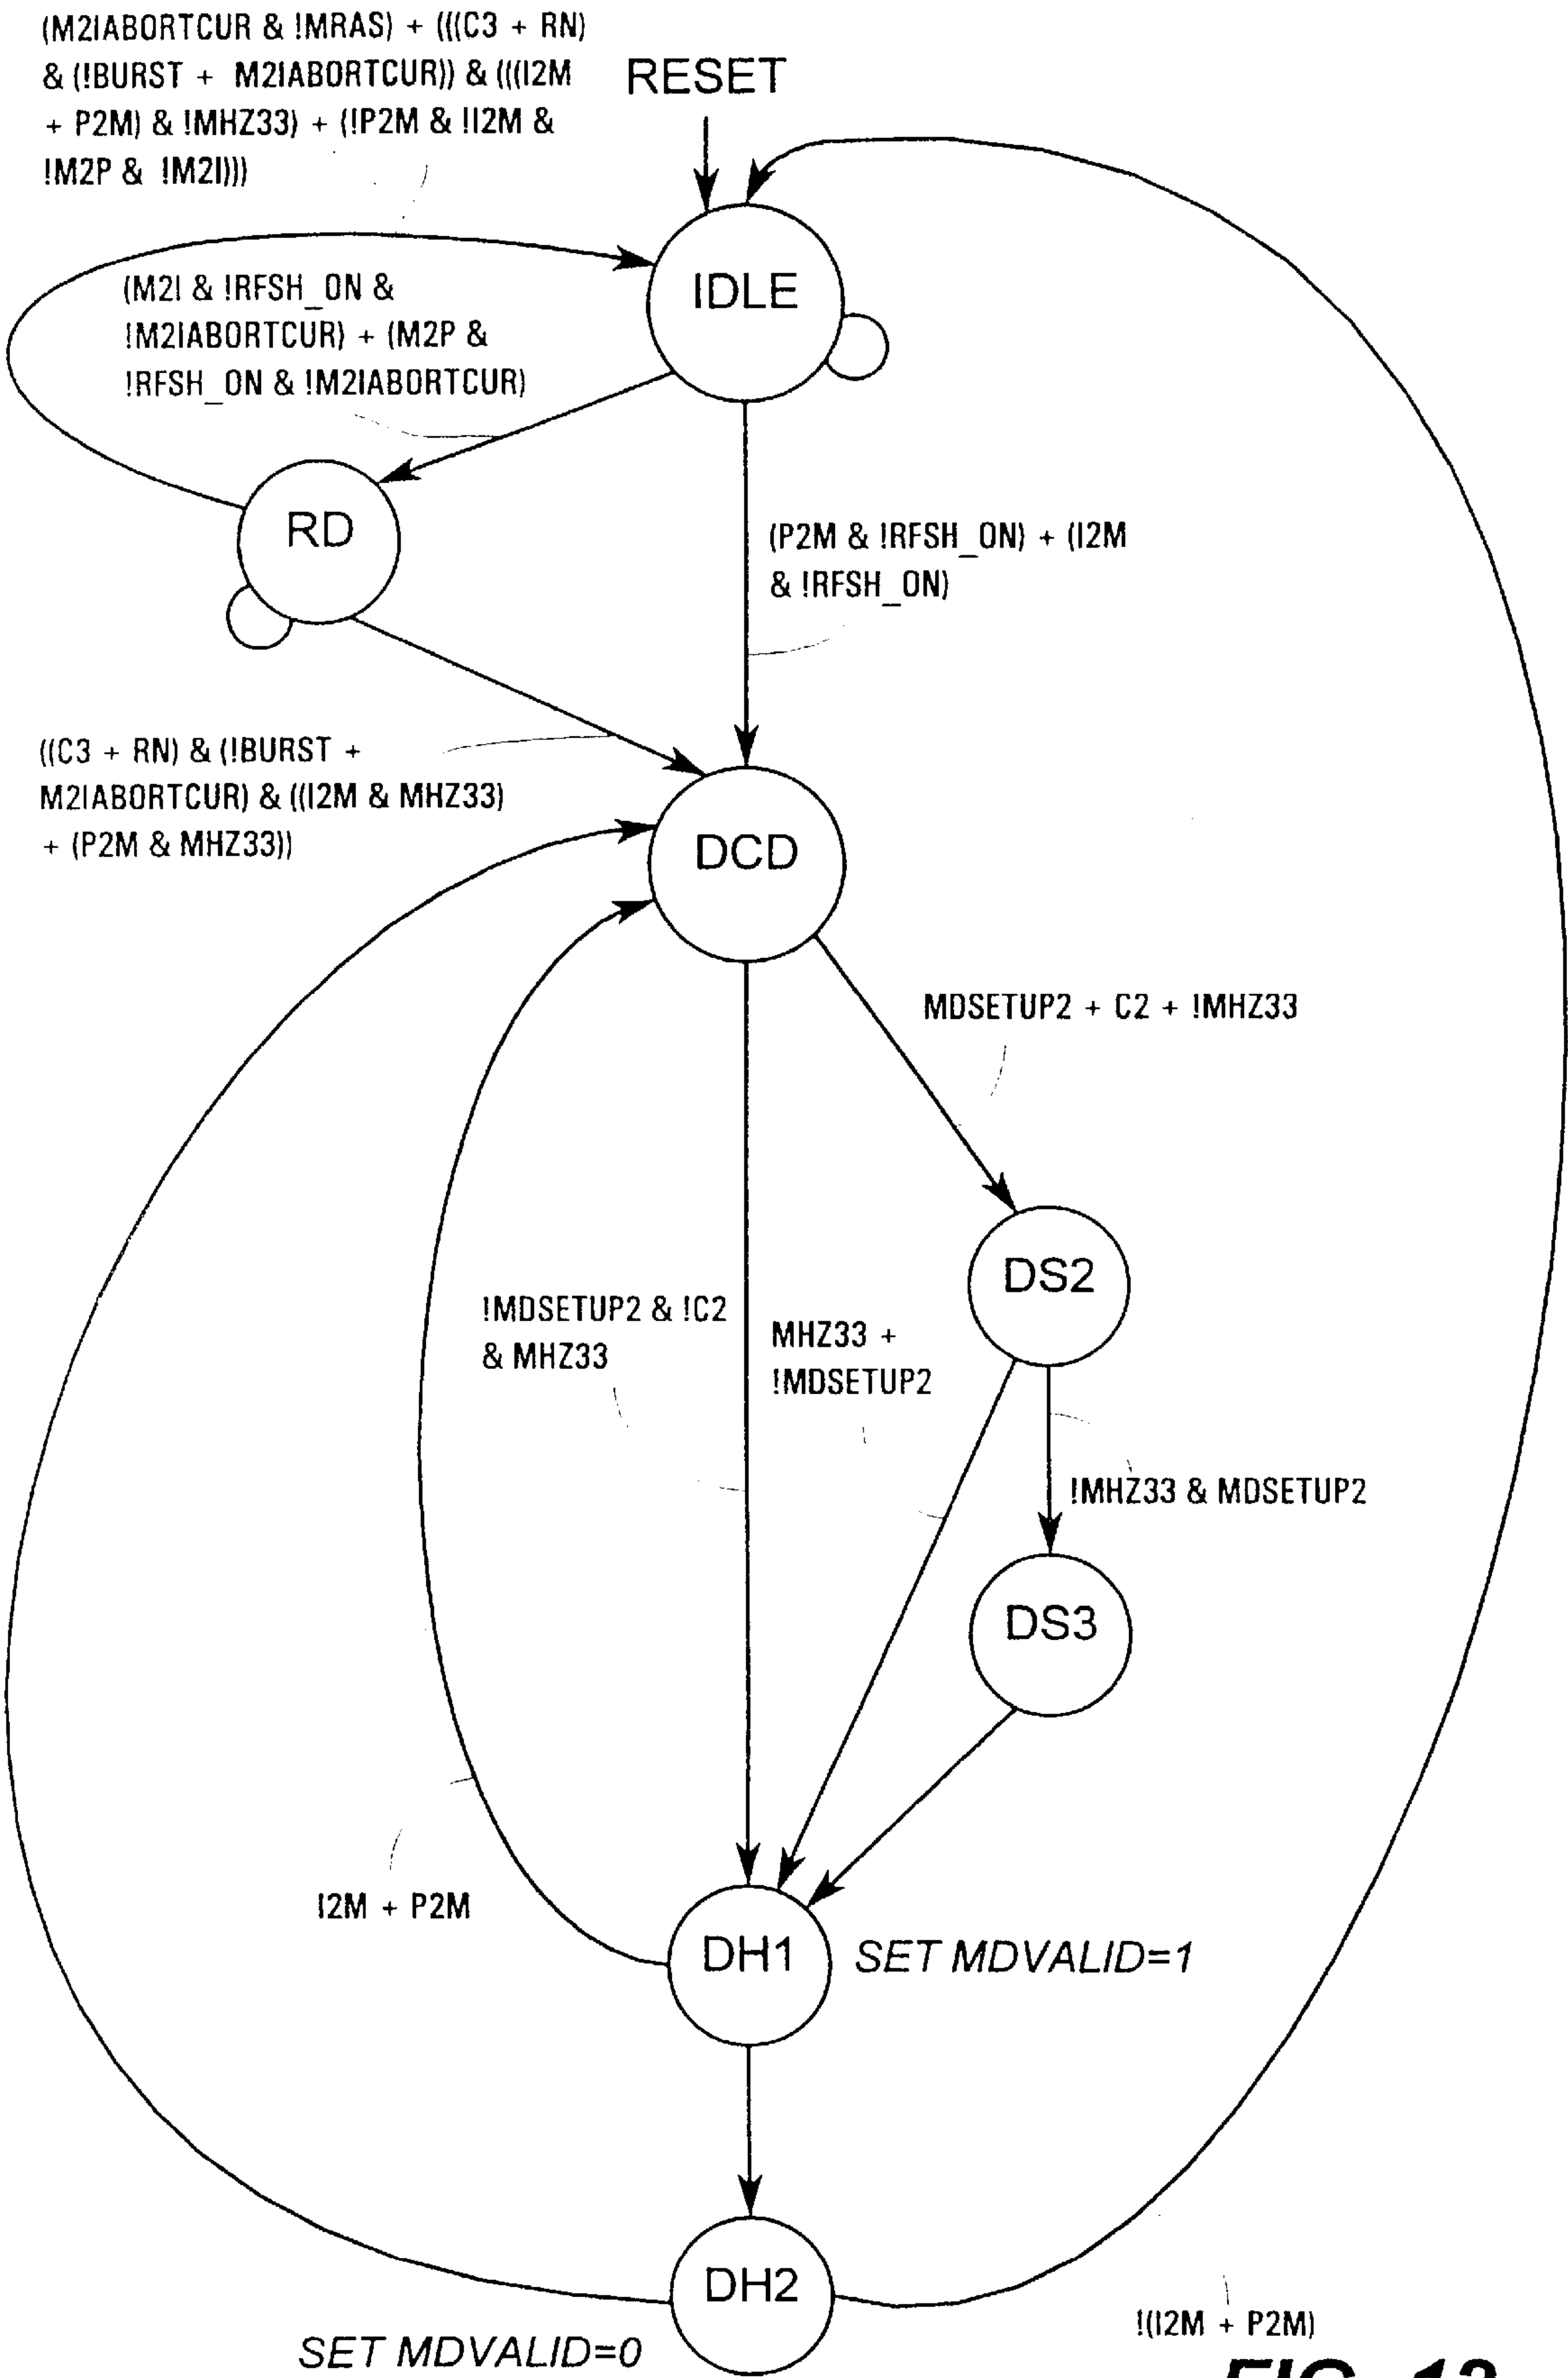 (M2IABORTCUR & !MRAS) + (((C3 + RN)
& (!BURST + M2IABORTCUR)) & (((I2M
+ P2M) & !MHZ33) + (!P2M & !I2M &
!M2P & !M2I)))
RESET
IDLE
(M2I & !RFSH_ON &
!M2IABORTCUR) + (M2P &
!RFSH_ON & !M2IABORTCUR)
RD
(P2M & !RFSH_ON) + (I2M
& !RFSH_ON)
((C3 + RN) & (!BURST +
M2IABORTCUR) & ((I2M & MHZ33)
+ (P2M & MHZ33))
DCD
MDSETUP2 + C2 + !MHZ33
DS2
!MDSETUP2 & !C2
& MHZ33
MHZ33 +
!MDSETUP2
!MHZ33 & MDSETUP2
DS3
I2M + P2M
DH1
SET MDVALID=1
DH2
SET MDVALID=0
!(I2M + P2M)